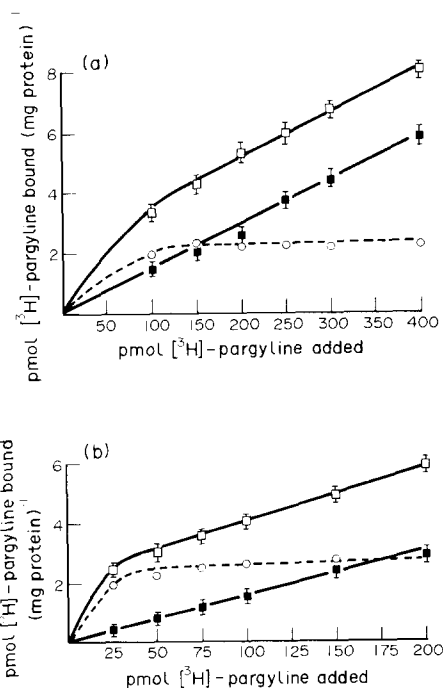 (a)
pmol [³H]-pargyline bound (mg protein)⁻¹
8
6
4
2
50 100 150 200 250 300 350 400
pmol [³H]-pargyline added
(b)
pmol [³H]-pargyline bound
(mg protein)⁻¹
6
4
2
25 50 75 100 125 150 175 200
pmol [³H]-pargyline added